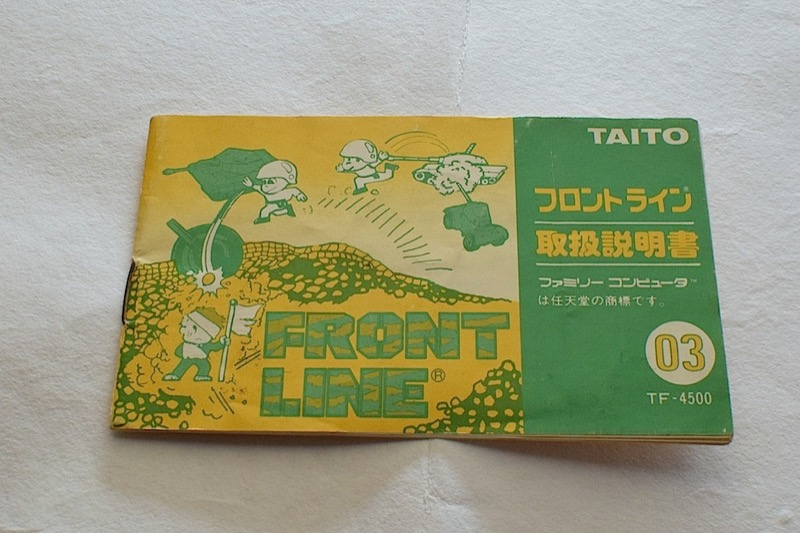 FRONT
LINE®
TAITO
フロントライン®
取扱説明書
ファミリー コンピュータ™
は任天堂の商標です。
03
TF-4500